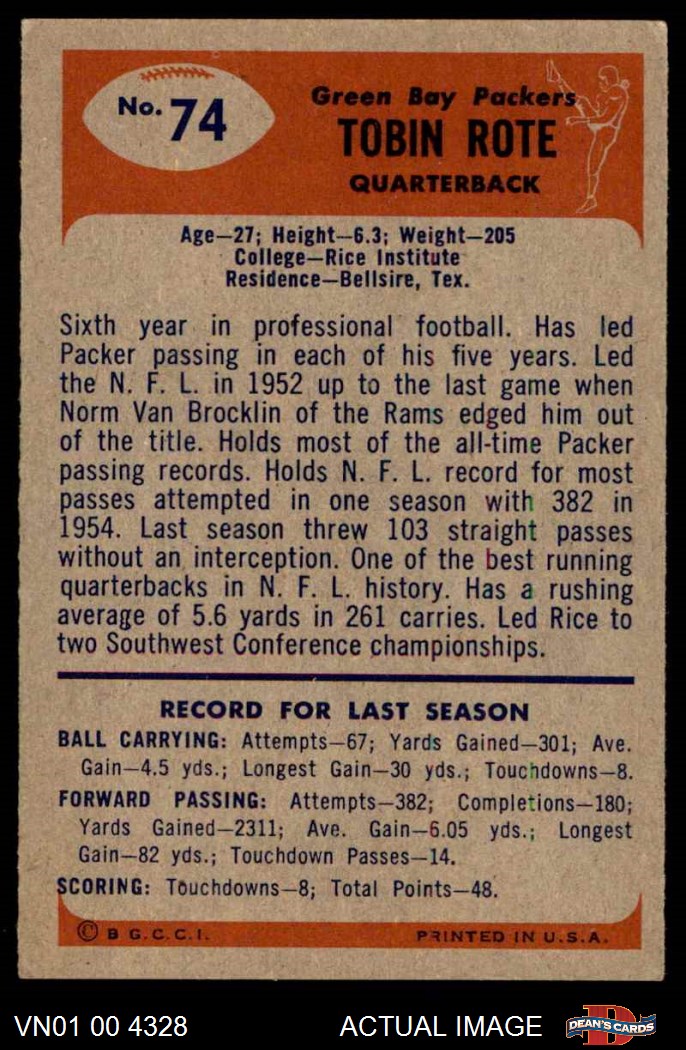 No. 74
Green Bay Packers
TOBIN ROTE
QUARTERBACK
Age—27; Height—6.3; Weight—205
College—Rice Institute
Residence—Bellsire, Tex.
Sixth year in professional football. Has led
Packer passing in each of his five years. Led
the N. F. L. in 1952 up to the last game when
Norm Van Brocklin of the Rams edged him out
of the title. Holds most of the all-time Packer
passing records. Holds N. F. L. record for most
passes attempted in one season with 382 in
1954. Last season threw 103 straight passes
without an interception. One of the best running
quarterbacks in N. F. L. history. Has a rushing
average of 5.6 yards in 261 carries. Led Rice to
two Southwest Conference championships.
RECORD FOR LAST SEASON
BALL CARRYING: Attempts—67; Yards Gained—301; Ave.
Gain—4.5 yds.; Longest Gain—30 yds.; Touchdowns—8.
FORWARD PASSING: Attempts—382; Completions—180;
Yards Gained—2311; Ave. Gain—6.05 yds.; Longest
Gain—82 yds.; Touchdown Passes—14.
SCORING: Touchdowns—8; Total Points—48.
© B G.C.C.I. PRINTED IN U.S.A.
VN01 00 4328 ACTUAL IMAGE DEAN'S CARDS